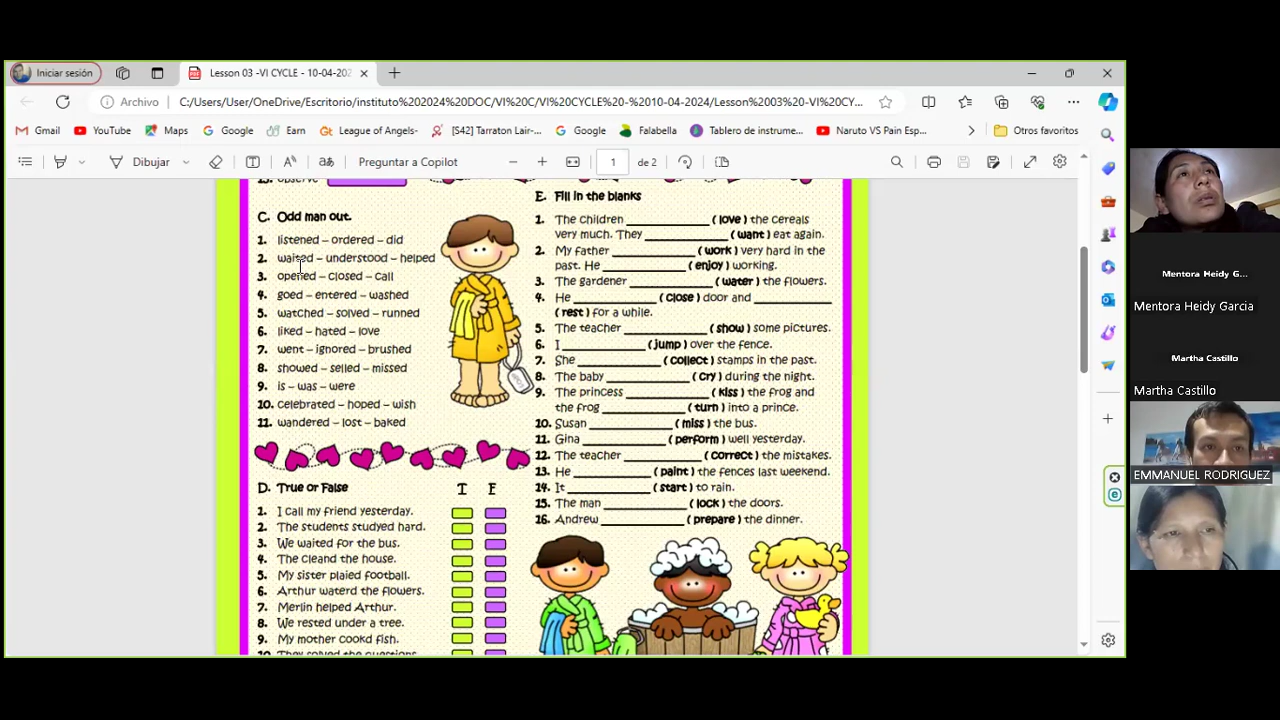 Iniciar sesión
Lesson 03 -VI CYCLE - 10-04-202
Archivo
C:/Users/User/OneDrive/Escritorio/instituto%202024%20DOC/VI%20C/VI%20CYCLE%20-%2010-04-2024/Lesson%2003%20-VI%20CY...
Gmail
YouTube
Maps
Google
Earn
League of Angels-...
[S42] Tarraton Lair-...
Google
Falabella
Tablero de instrume...
Naruto VS Pain Esp...
Otros favoritos
Dibujar
Preguntar a Copilot
1 de 2
C. Odd man out.
1. listened – ordered – did
2. waited – understood – helped
3. opened – closed – call
4. goed – entered – washed
5. watched – solved – runned
6. liked – hated – love
7. went – ignored – brushed
8. showed – selled – missed
9. is – was – were
10. celebrated – hoped – wish
11. wandered – lost – baked
D. True or False T F
1. I call my friend yesterday.
2. The students studied hard.
3. We waited for the bus.
4. The cleand the house.
5. My sister plaied football.
6. Arthur waterd the flowers.
7. Merlin helped Arthur.
8. We rested under a tree.
9. My mother cookd fish.
10. They solved the questions.
E. Fill in the blanks
1. The children ____________ ( love ) the cereals
very much. They ____________ ( want ) eat again.
2. My father ____________ ( work ) very hard in the
past. He ____________ ( enjoy ) working.
3. The gardener ____________ ( water ) the flowers.
4. He ____________ ( close ) door and ____________
( rest ) for a while.
5. The teacher ____________ ( show ) some pictures.
6. I ____________ ( jump ) over the fence.
7. She ____________ ( collect ) stamps in the past.
8. The baby ____________ ( cry ) during the night.
9. The princess ____________ ( kiss ) the frog and
the frog ____________ ( turn ) into a prince.
10. Susan ____________ ( miss ) the bus.
11. Gina ____________ ( perform ) well yesterday.
12. The teacher ____________ ( correct ) the mistakes.
13. He ____________ ( paint ) the fences last weekend.
14. It ____________ ( start ) to rain.
15. The man ____________ ( lock ) the doors.
16. Andrew ____________ ( prepare ) the dinner.
Mentora Heidy G...
Mentora Heidy Garcia
Martha Castillo
Martha Castillo
EMMANUEL RODRIGUEZ